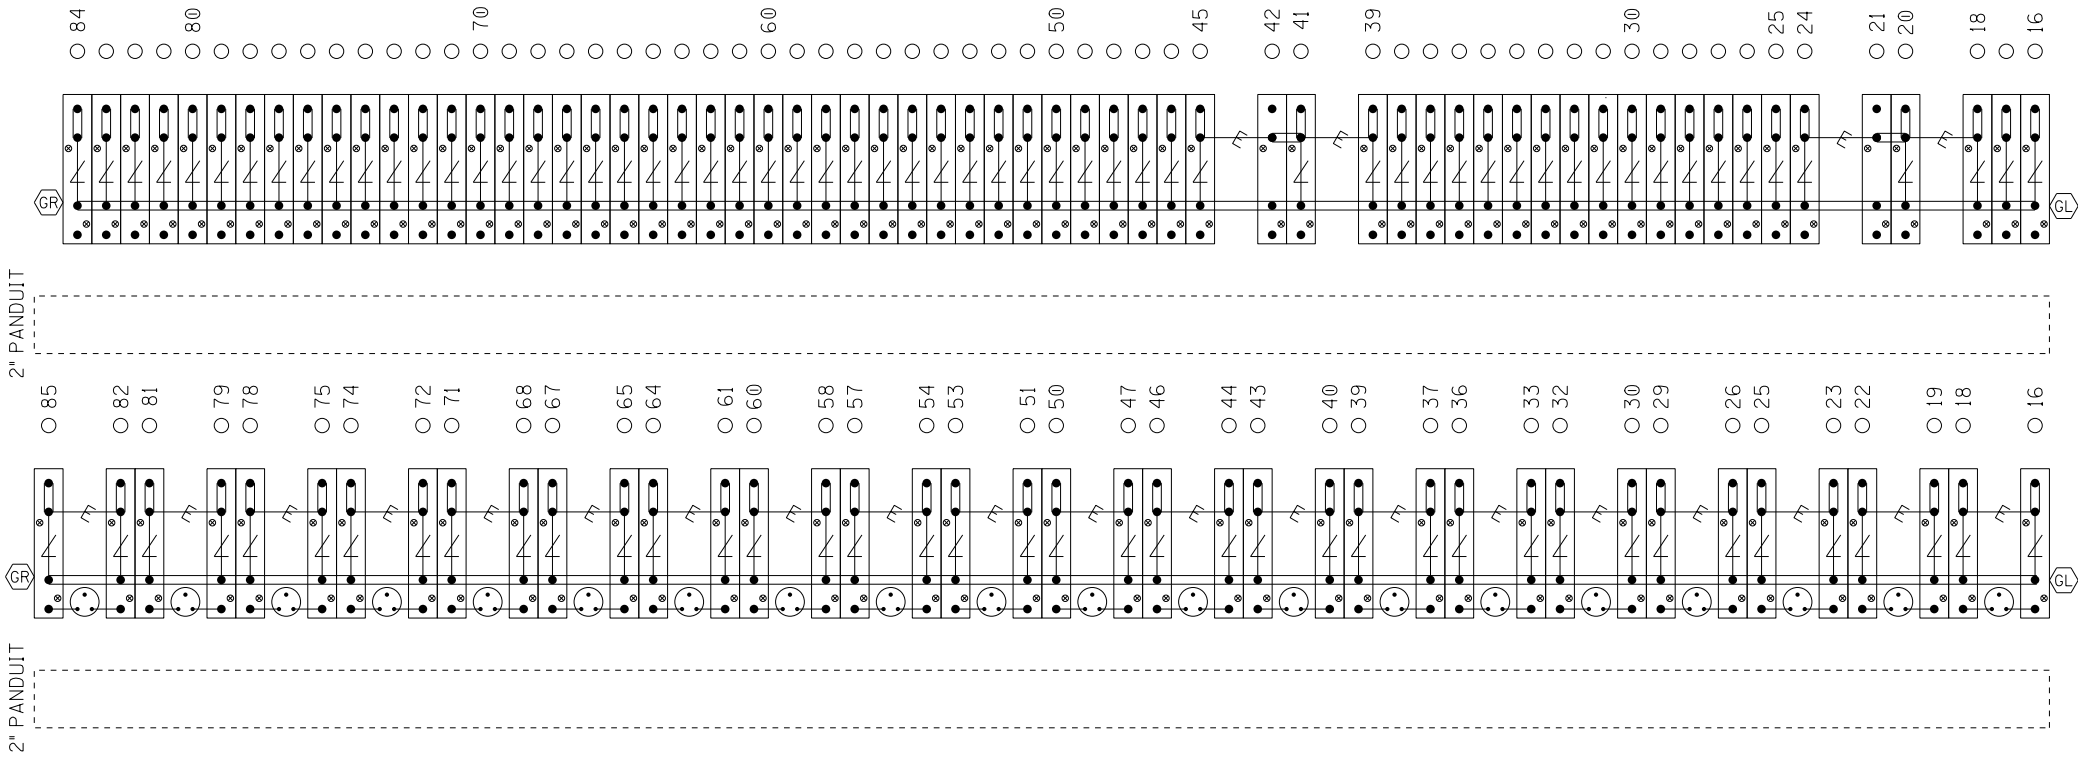 84 80 70 60 50 45 42 41 39 30 25 24 21 20 18 16
E E E E
GR GL
2" PANDUIT
85 82 81 79 78 75 74 72 71 68 67 65 64 61 60 58 57 54 53 51 50 47 46 44 43 40 39 37 36 33 32 30 29 26 25 23 22 19 18 16
E E E E E E E E E E E E E E E E E E E E
GR GL
2" PANDUIT